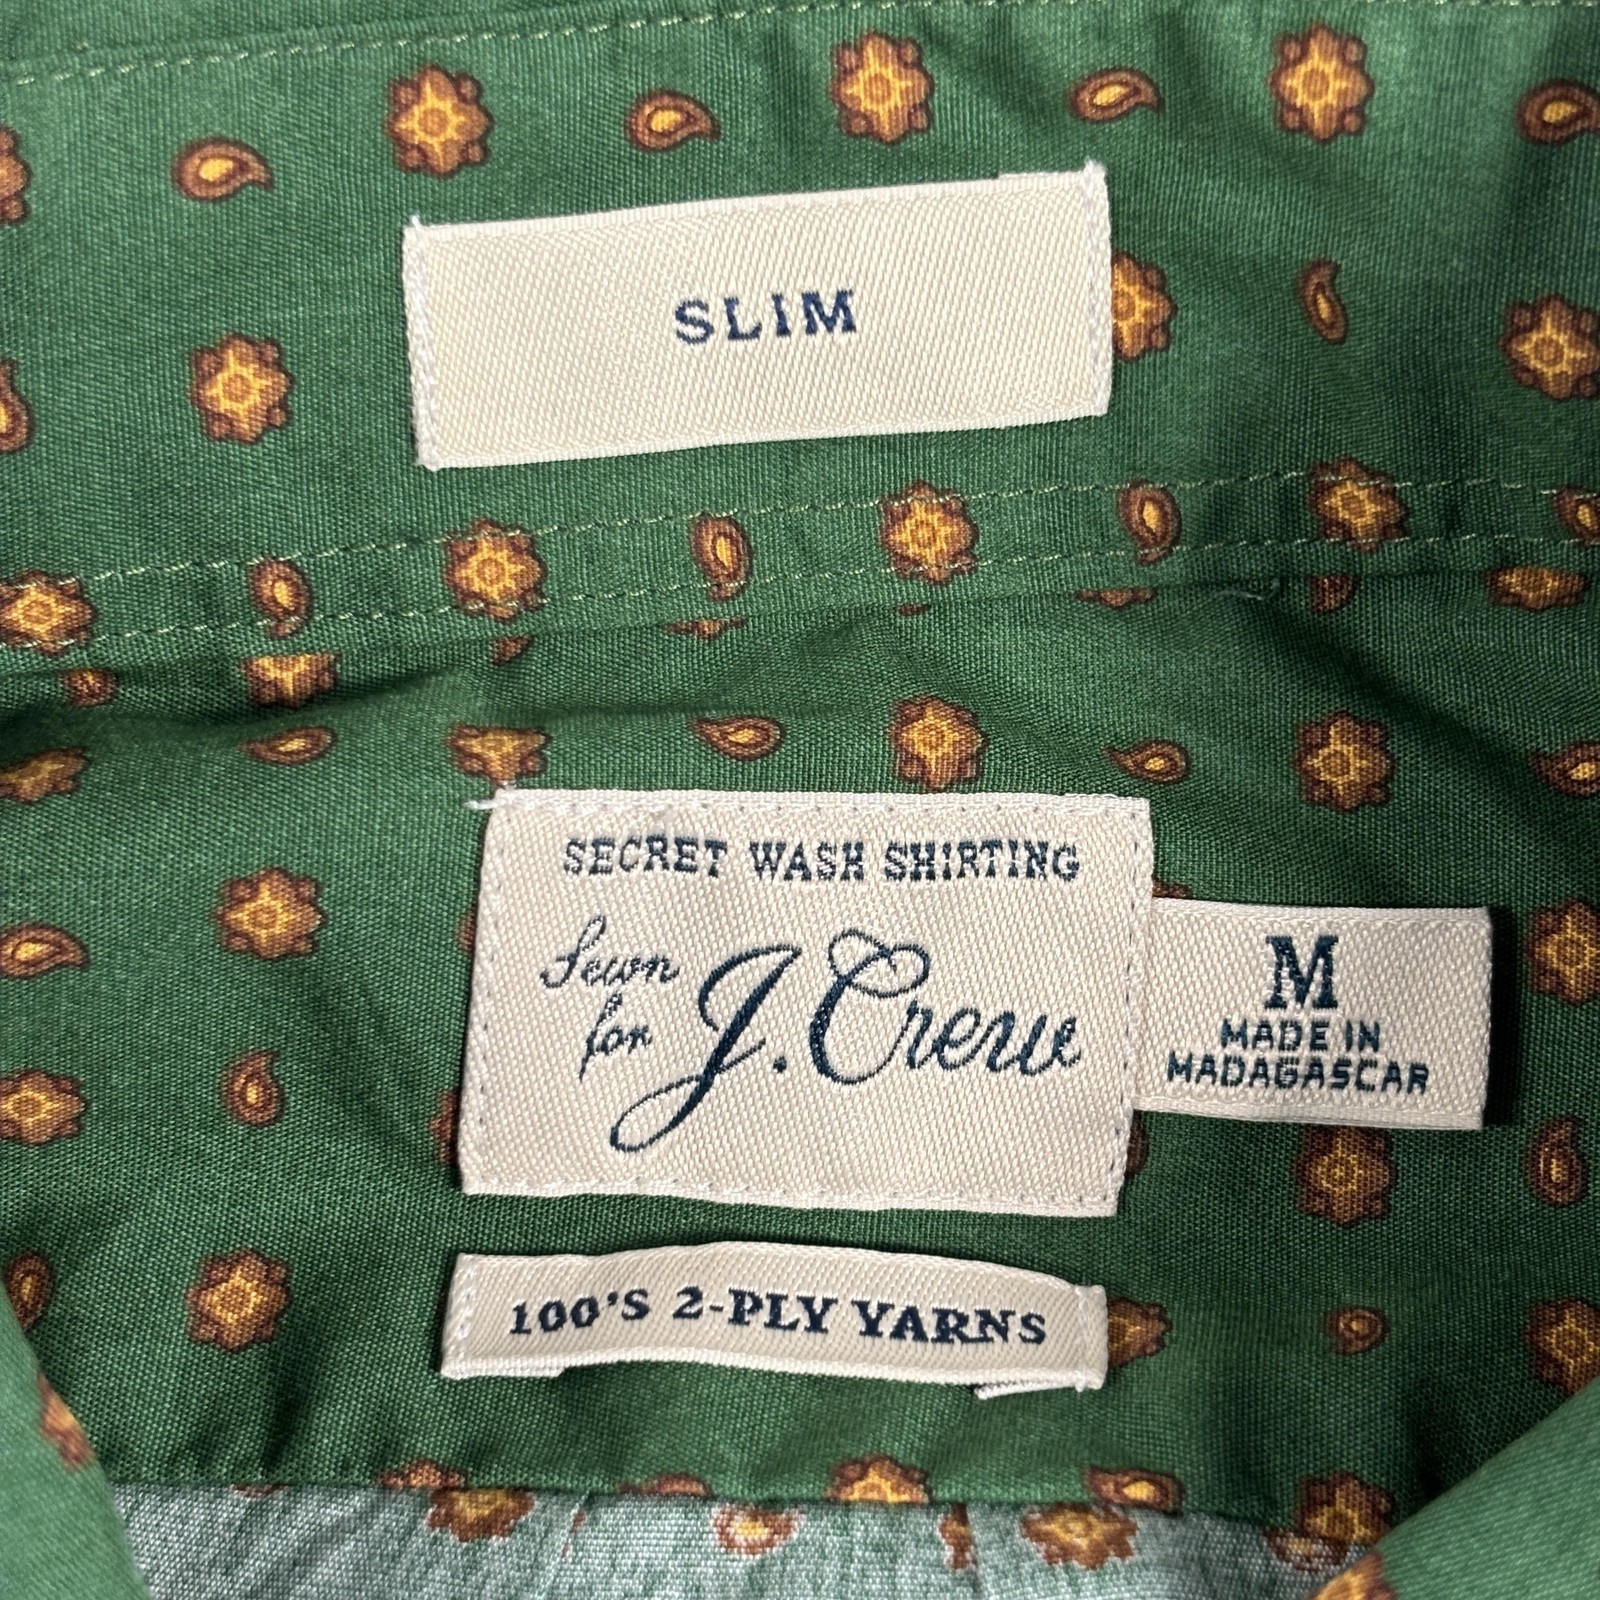 SLIM
SECRET WASH SHIRTING
Sewn
for J.Crew
M
MADE IN
MADAGASCAR
100'S 2-PLY YARNS